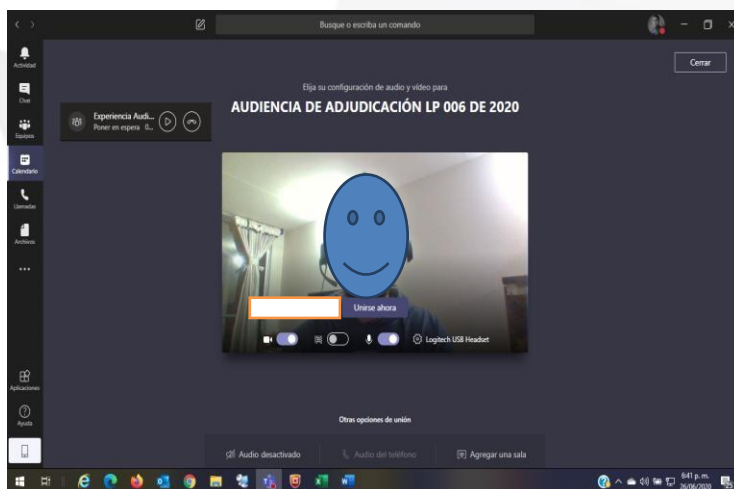 Busque o escriba un comando
Actividad
Chat
Equipos
Calendario
Llamadas
Archivos
Aplicaciones
Ayuda
Cerrar
Elija su configuración de audio y vídeo para
AUDIENCIA DE ADJUDICACIÓN LP 006 DE 2020
Experiencia Audi...
Poner en espera 0...
Unirse ahora
Logitech USB Headset
Otras opciones de unión
Audio desactivado
Audio del teléfono
Agregar una sala
6:41 p. m.
26/06/2020